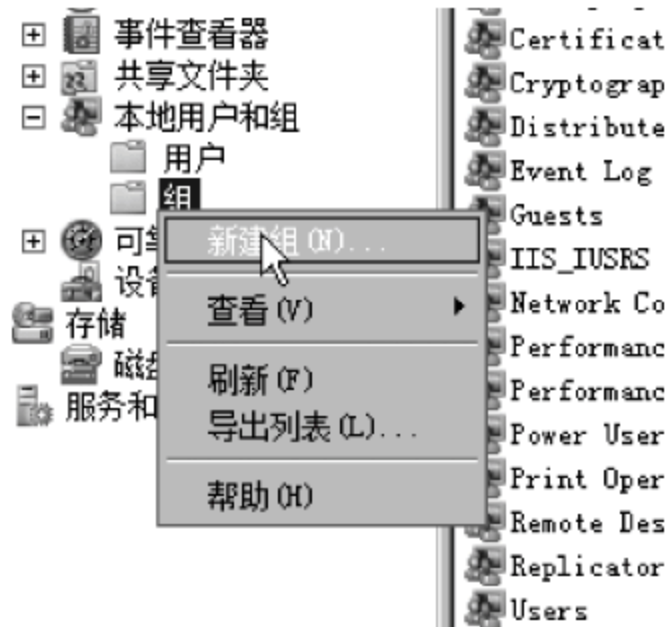 事件查看器
共享文件夹
本地用户和组
用户
组
新建组(N)...
查看(V)
刷新(F)
导出列表(L)...
帮助(H)
存储
服务和
Certificat
Cryptograp
Distribute
Event Log
Guests
IIS_IUSRS
Network Co
Performanc
Performanc
Power User
Print Oper
Remote Des
Replicator
Users